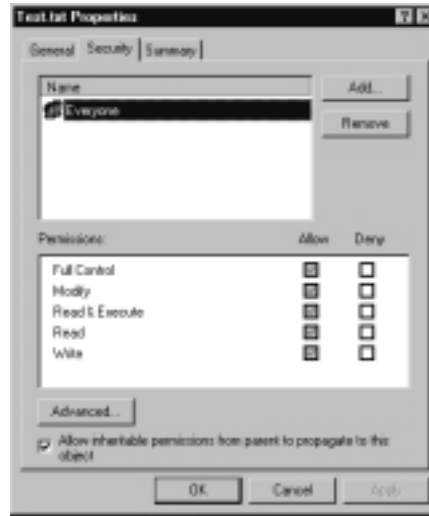 Test.txt Properties
General Security Summary
Name
Add...
Everyone
Remove
Permissions: Allow Deny
Full Control
Modify
Read & Execute
Read
Write
Advanced...
Allow inheritable permissions from parent to propagate to this
object
OK Cancel Apply